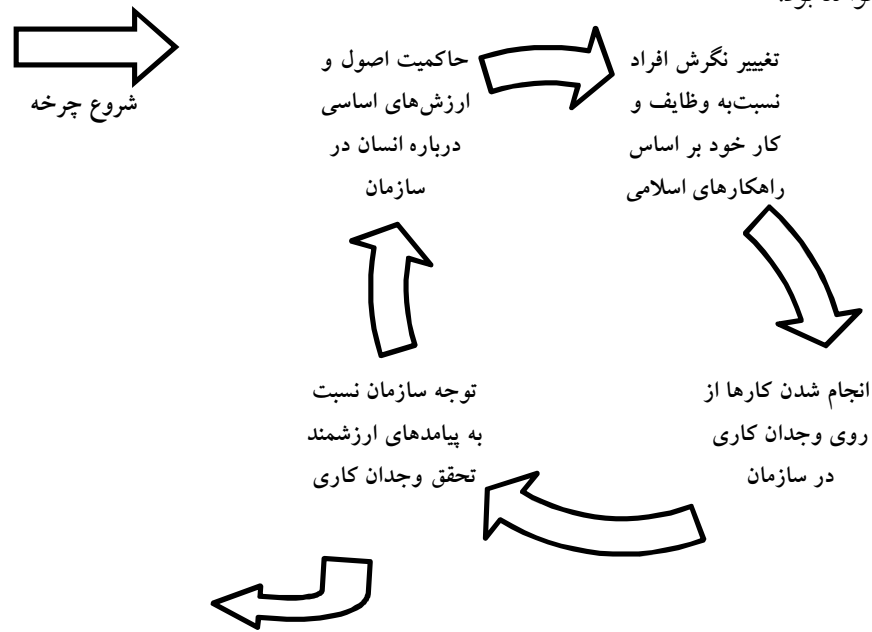 شروع چرخه
حاکمیت اصول و
ارزش‌های اساسی
درباره انسان در
سازمان
تغییر نگرش افراد
نسبت‌به وظایف و
کار خود بر اساس
راهکارهای اسلامی
انجام شدن کارها از
روی وجدان کاری
در سازمان
توجه سازمان نسبت
به پیامدهای ارزشمند
تحقق وجدان کاری